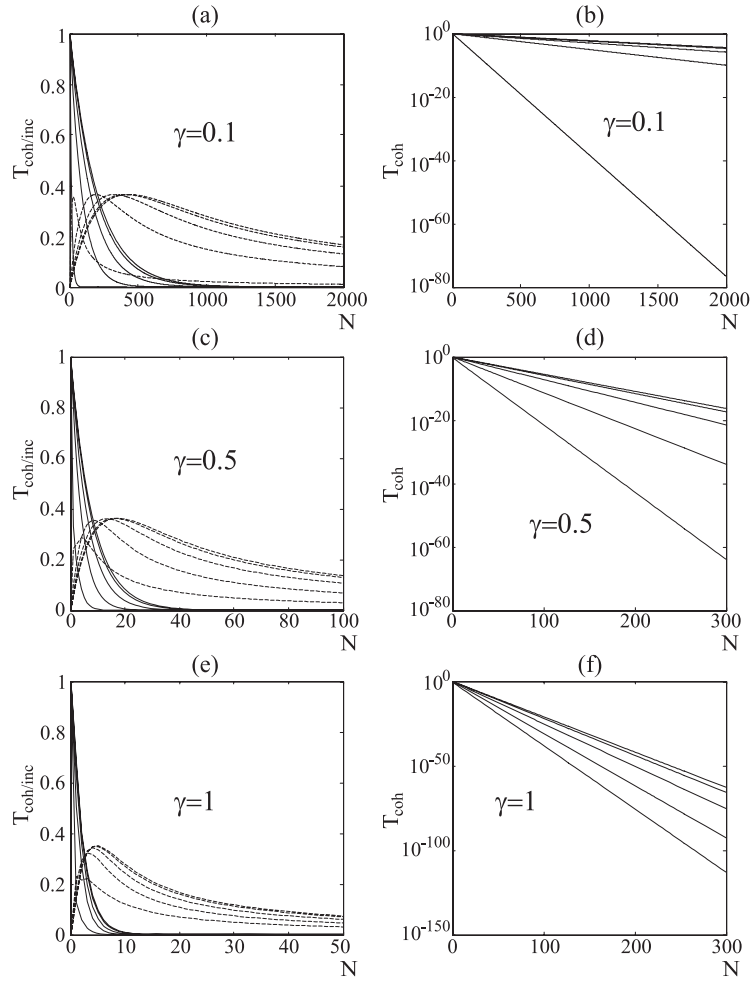 (a)
1
0.8
0.6
0.4
0.2
0
T_coh/inc
γ=0.1
0 500 1000 1500 2000
N
(b)
10^0
10^-20
10^-40
10^-60
10^-80
T_coh
γ=0.1
0 500 1000 1500 2000
N
(c)
1
0.8
0.6
0.4
0.2
0
T_coh/inc
γ=0.5
0 20 40 60 80 100
N
(d)
10^0
10^-20
10^-40
10^-60
10^-80
T_coh
γ=0.5
0 100 200 300
N
(e)
1
0.8
0.6
0.4
0.2
0
T_coh/inc
γ=1
0 10 20 30 40 50
N
(f)
10^0
10^-50
10^-100
10^-150
T_coh
γ=1
0 100 200 300
N